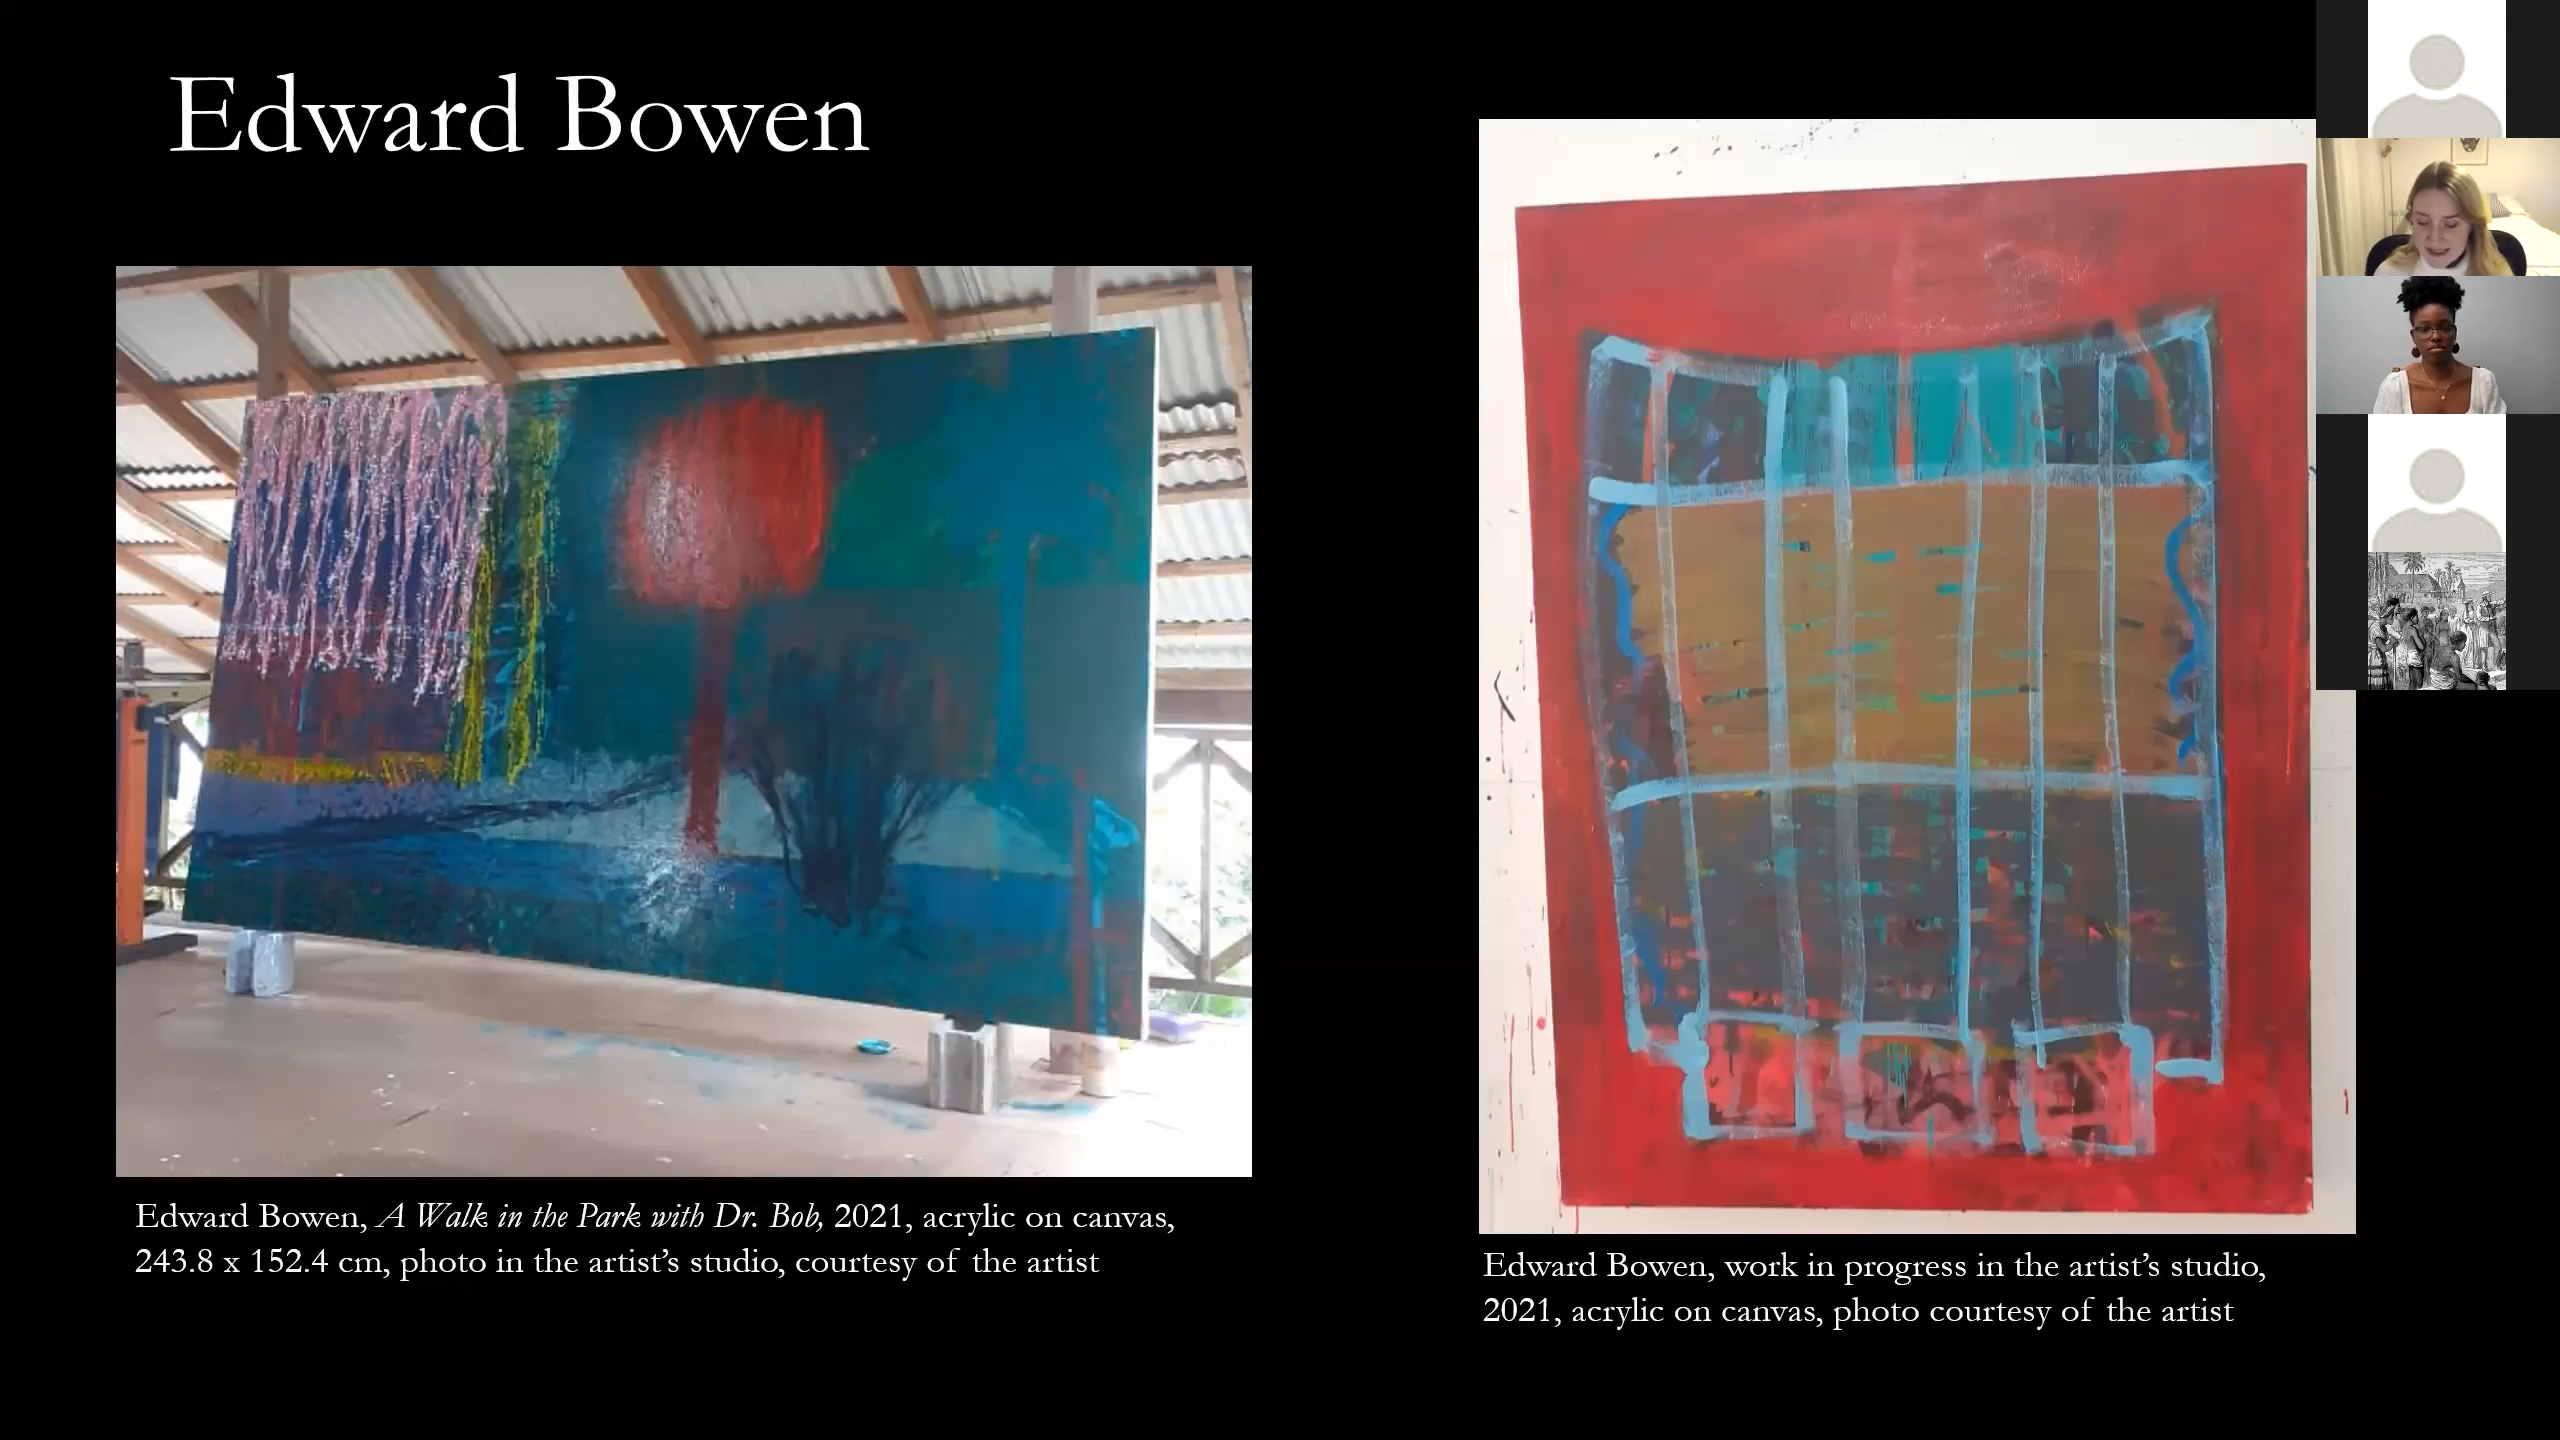 Edward Bowen
Edward Bowen, A Walk in the Park with Dr. Bob, 2021, acrylic on canvas,
243.8 x 152.4 cm, photo in the artist’s studio, courtesy of the artist
Edward Bowen, work in progress in the artist’s studio,
2021, acrylic on canvas, photo courtesy of the artist